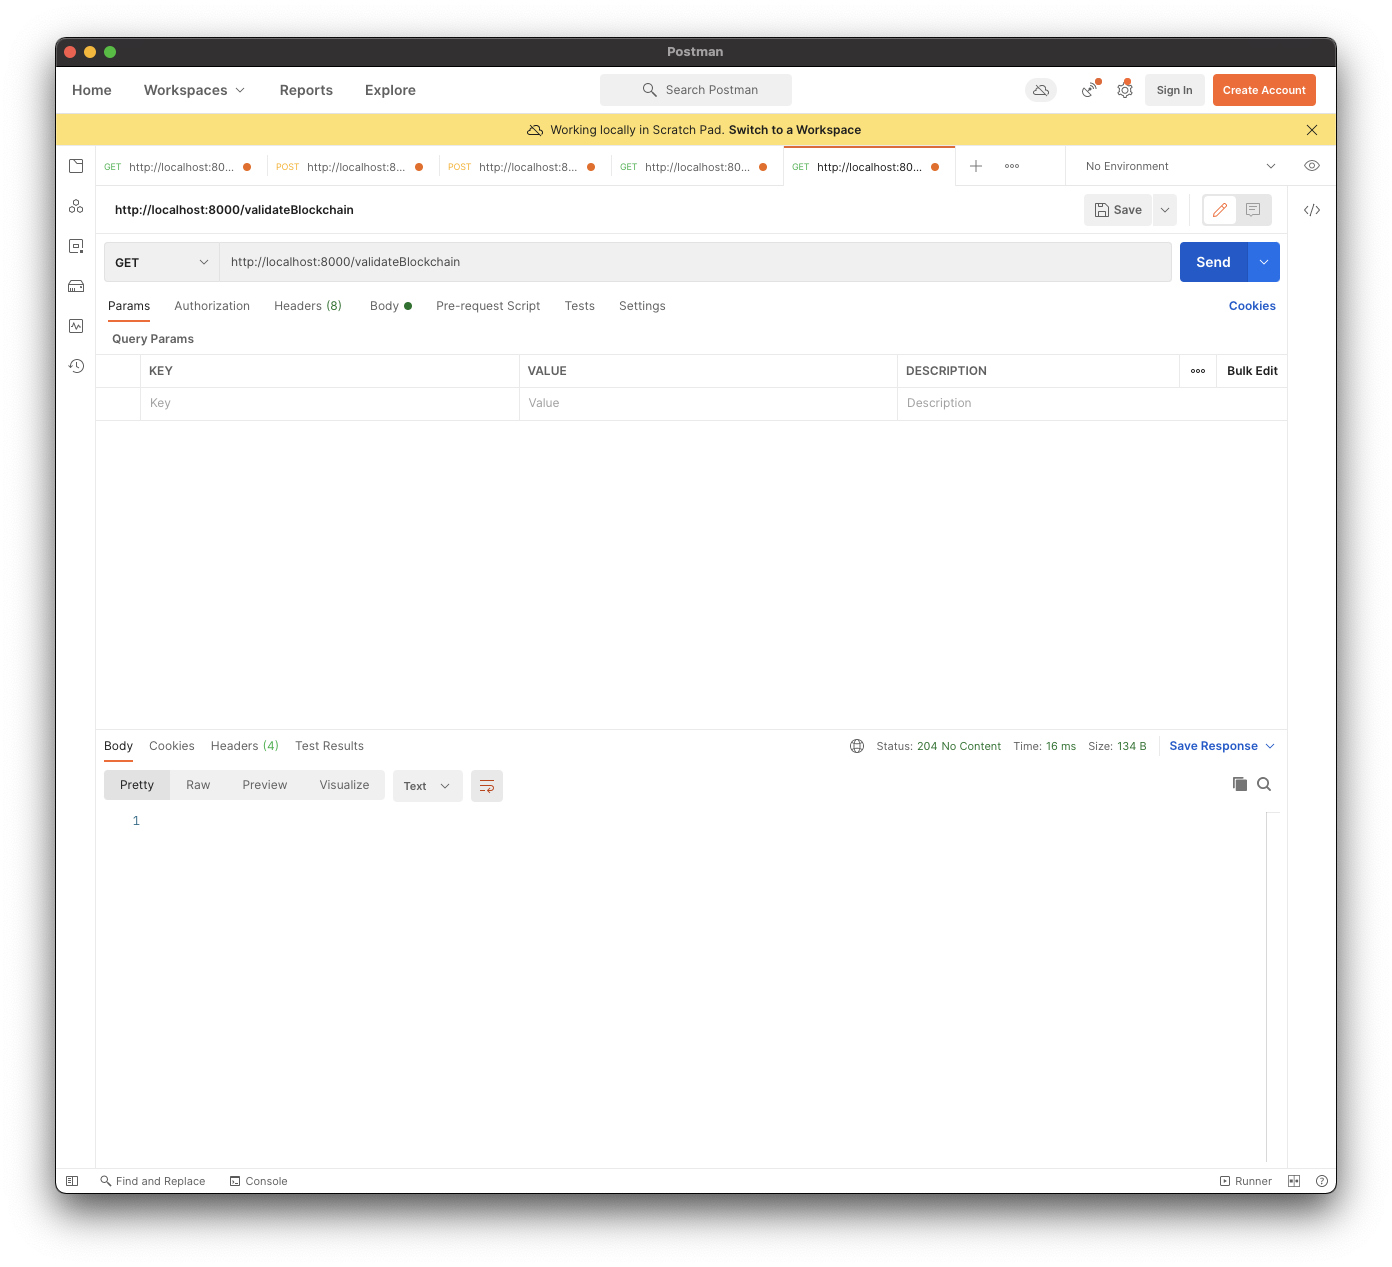 Postman
Home Workspaces Reports Explore Search Postman Sign In Create Account
Working locally in Scratch Pad. Switch to a Workspace
GET http://localhost:80... POST http://localhost:8... POST http://localhost:8... GET http://localhost:80... GET http://localhost:80... No Environment
http://localhost:8000/validateBlockchain Save
GET http://localhost:8000/validateBlockchain Send
Params Authorization Headers (8) Body Pre-request Script Tests Settings Cookies
Query Params
KEY VALUE DESCRIPTION Bulk Edit
Key Value Description
Body Cookies Headers (4) Test Results Status: 204 No Content Time: 16 ms Size: 134 B Save Response
Pretty Raw Preview Visualize Text
1
Find and Replace Console Runner